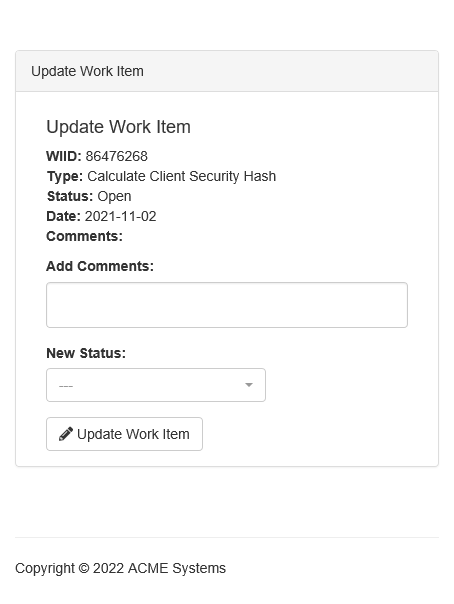 Update Work Item
Update Work Item
WIID: 86476268
Type: Calculate Client Security Hash
Status: Open
Date: 2021-11-02
Comments:
Add Comments:
New Status:
---
Update Work Item
Copyright © 2022 ACME Systems